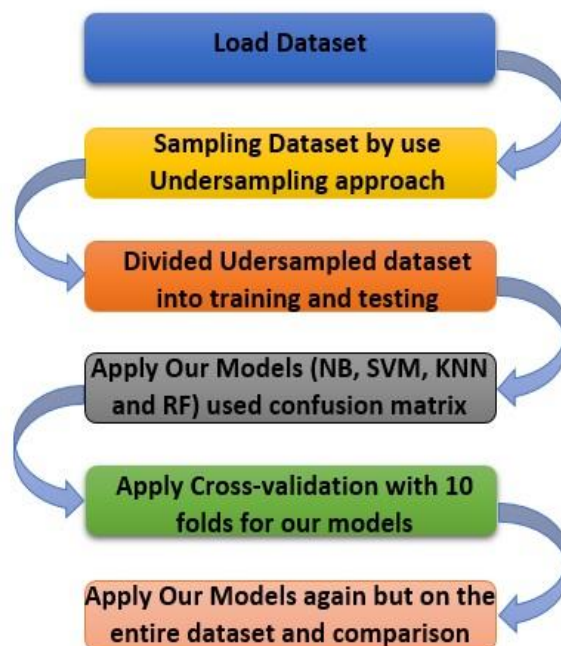 Load Dataset
Sampling Dataset by use
Undersampling approach
Divided Udersampled dataset
into training and testing
Apply Our Models (NB, SVM, KNN
and RF) used confusion matrix
Apply Cross-validation with 10
folds for our models
Apply Our Models again but on the
entire dataset and comparison